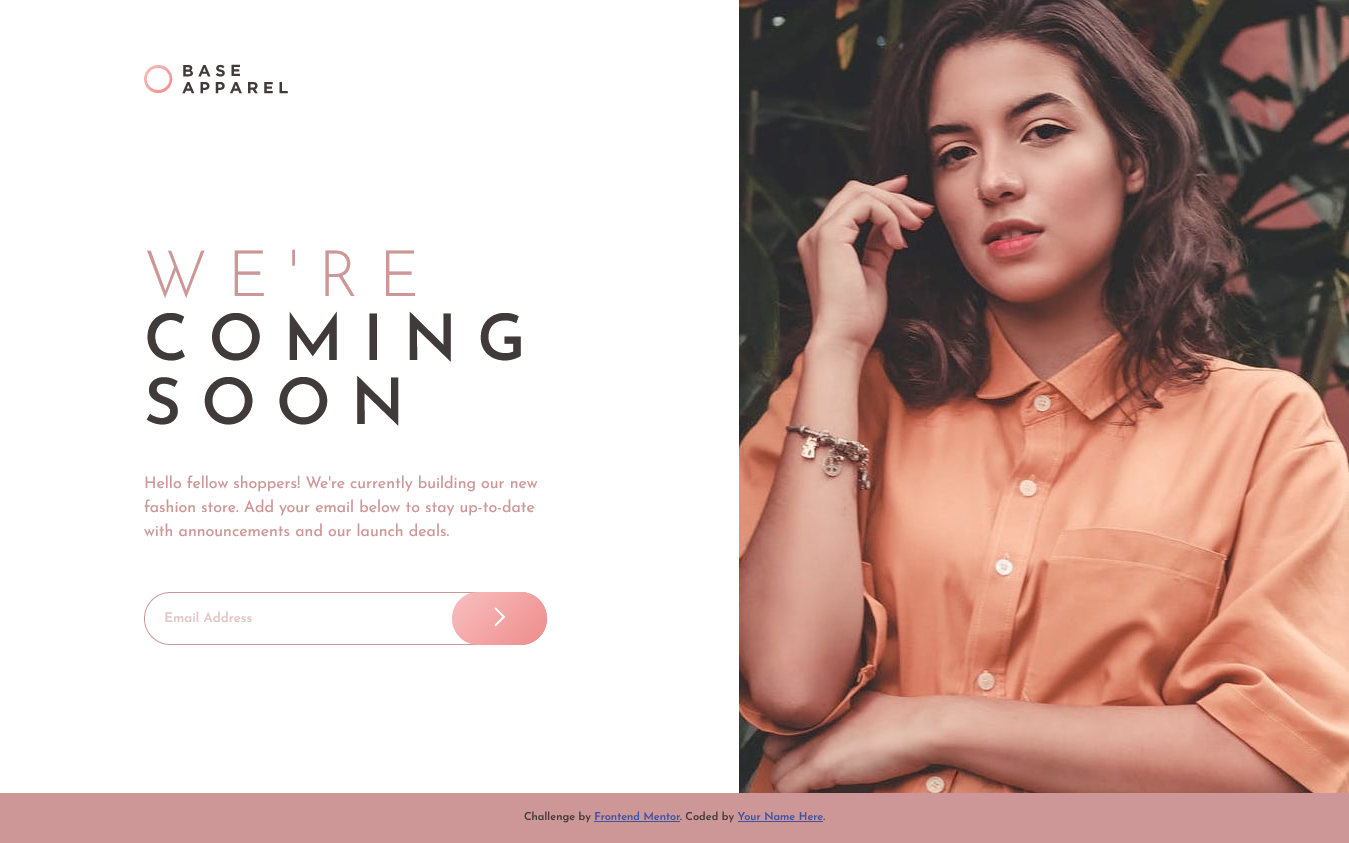 BASE
APPAREL
WE'RE
COMING
SOON
Hello fellow shoppers! We're currently building our new
fashion store. Add your email below to stay up-to-date
with announcements and our launch deals.
Email Address
Challenge by Frontend Mentor. Coded by Your Name Here.